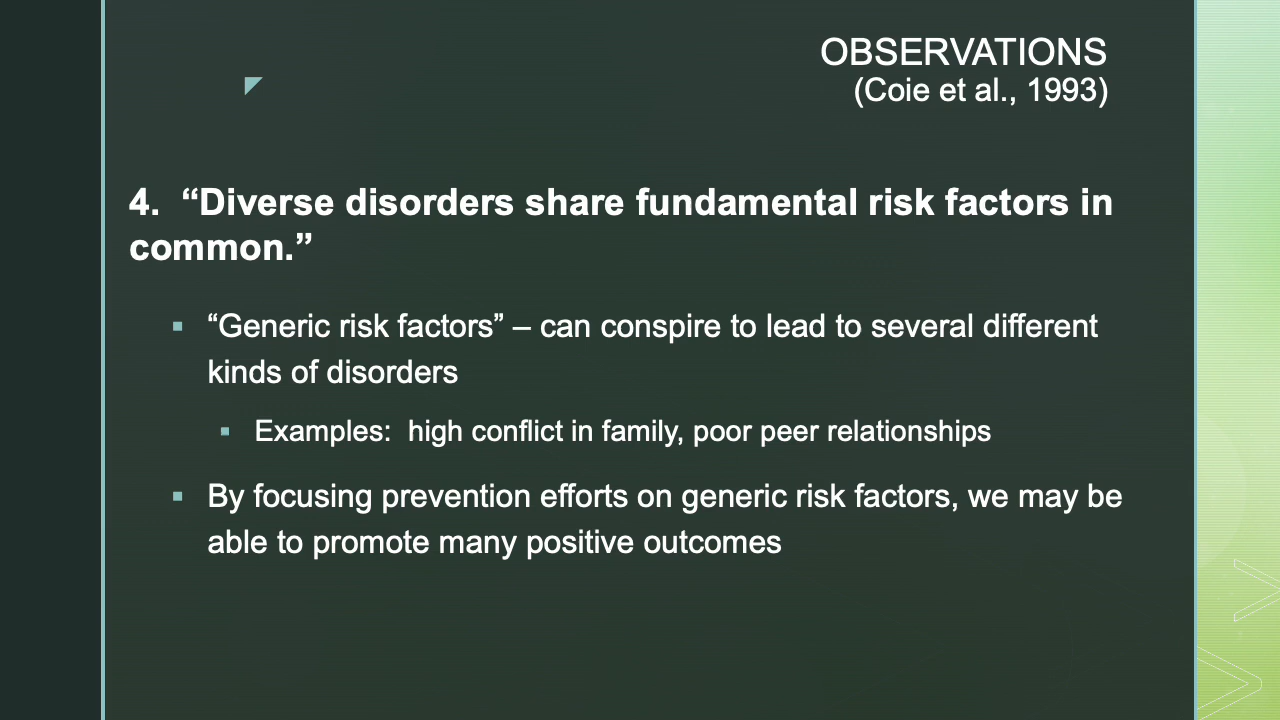 OBSERVATIONS
(Coie et al., 1993)
4.  “Diverse disorders share fundamental risk factors in
common.”
▪ “Generic risk factors” – can conspire to lead to several different
kinds of disorders
▪ Examples:  high conflict in family, poor peer relationships
▪ By focusing prevention efforts on generic risk factors, we may be
able to promote many positive outcomes